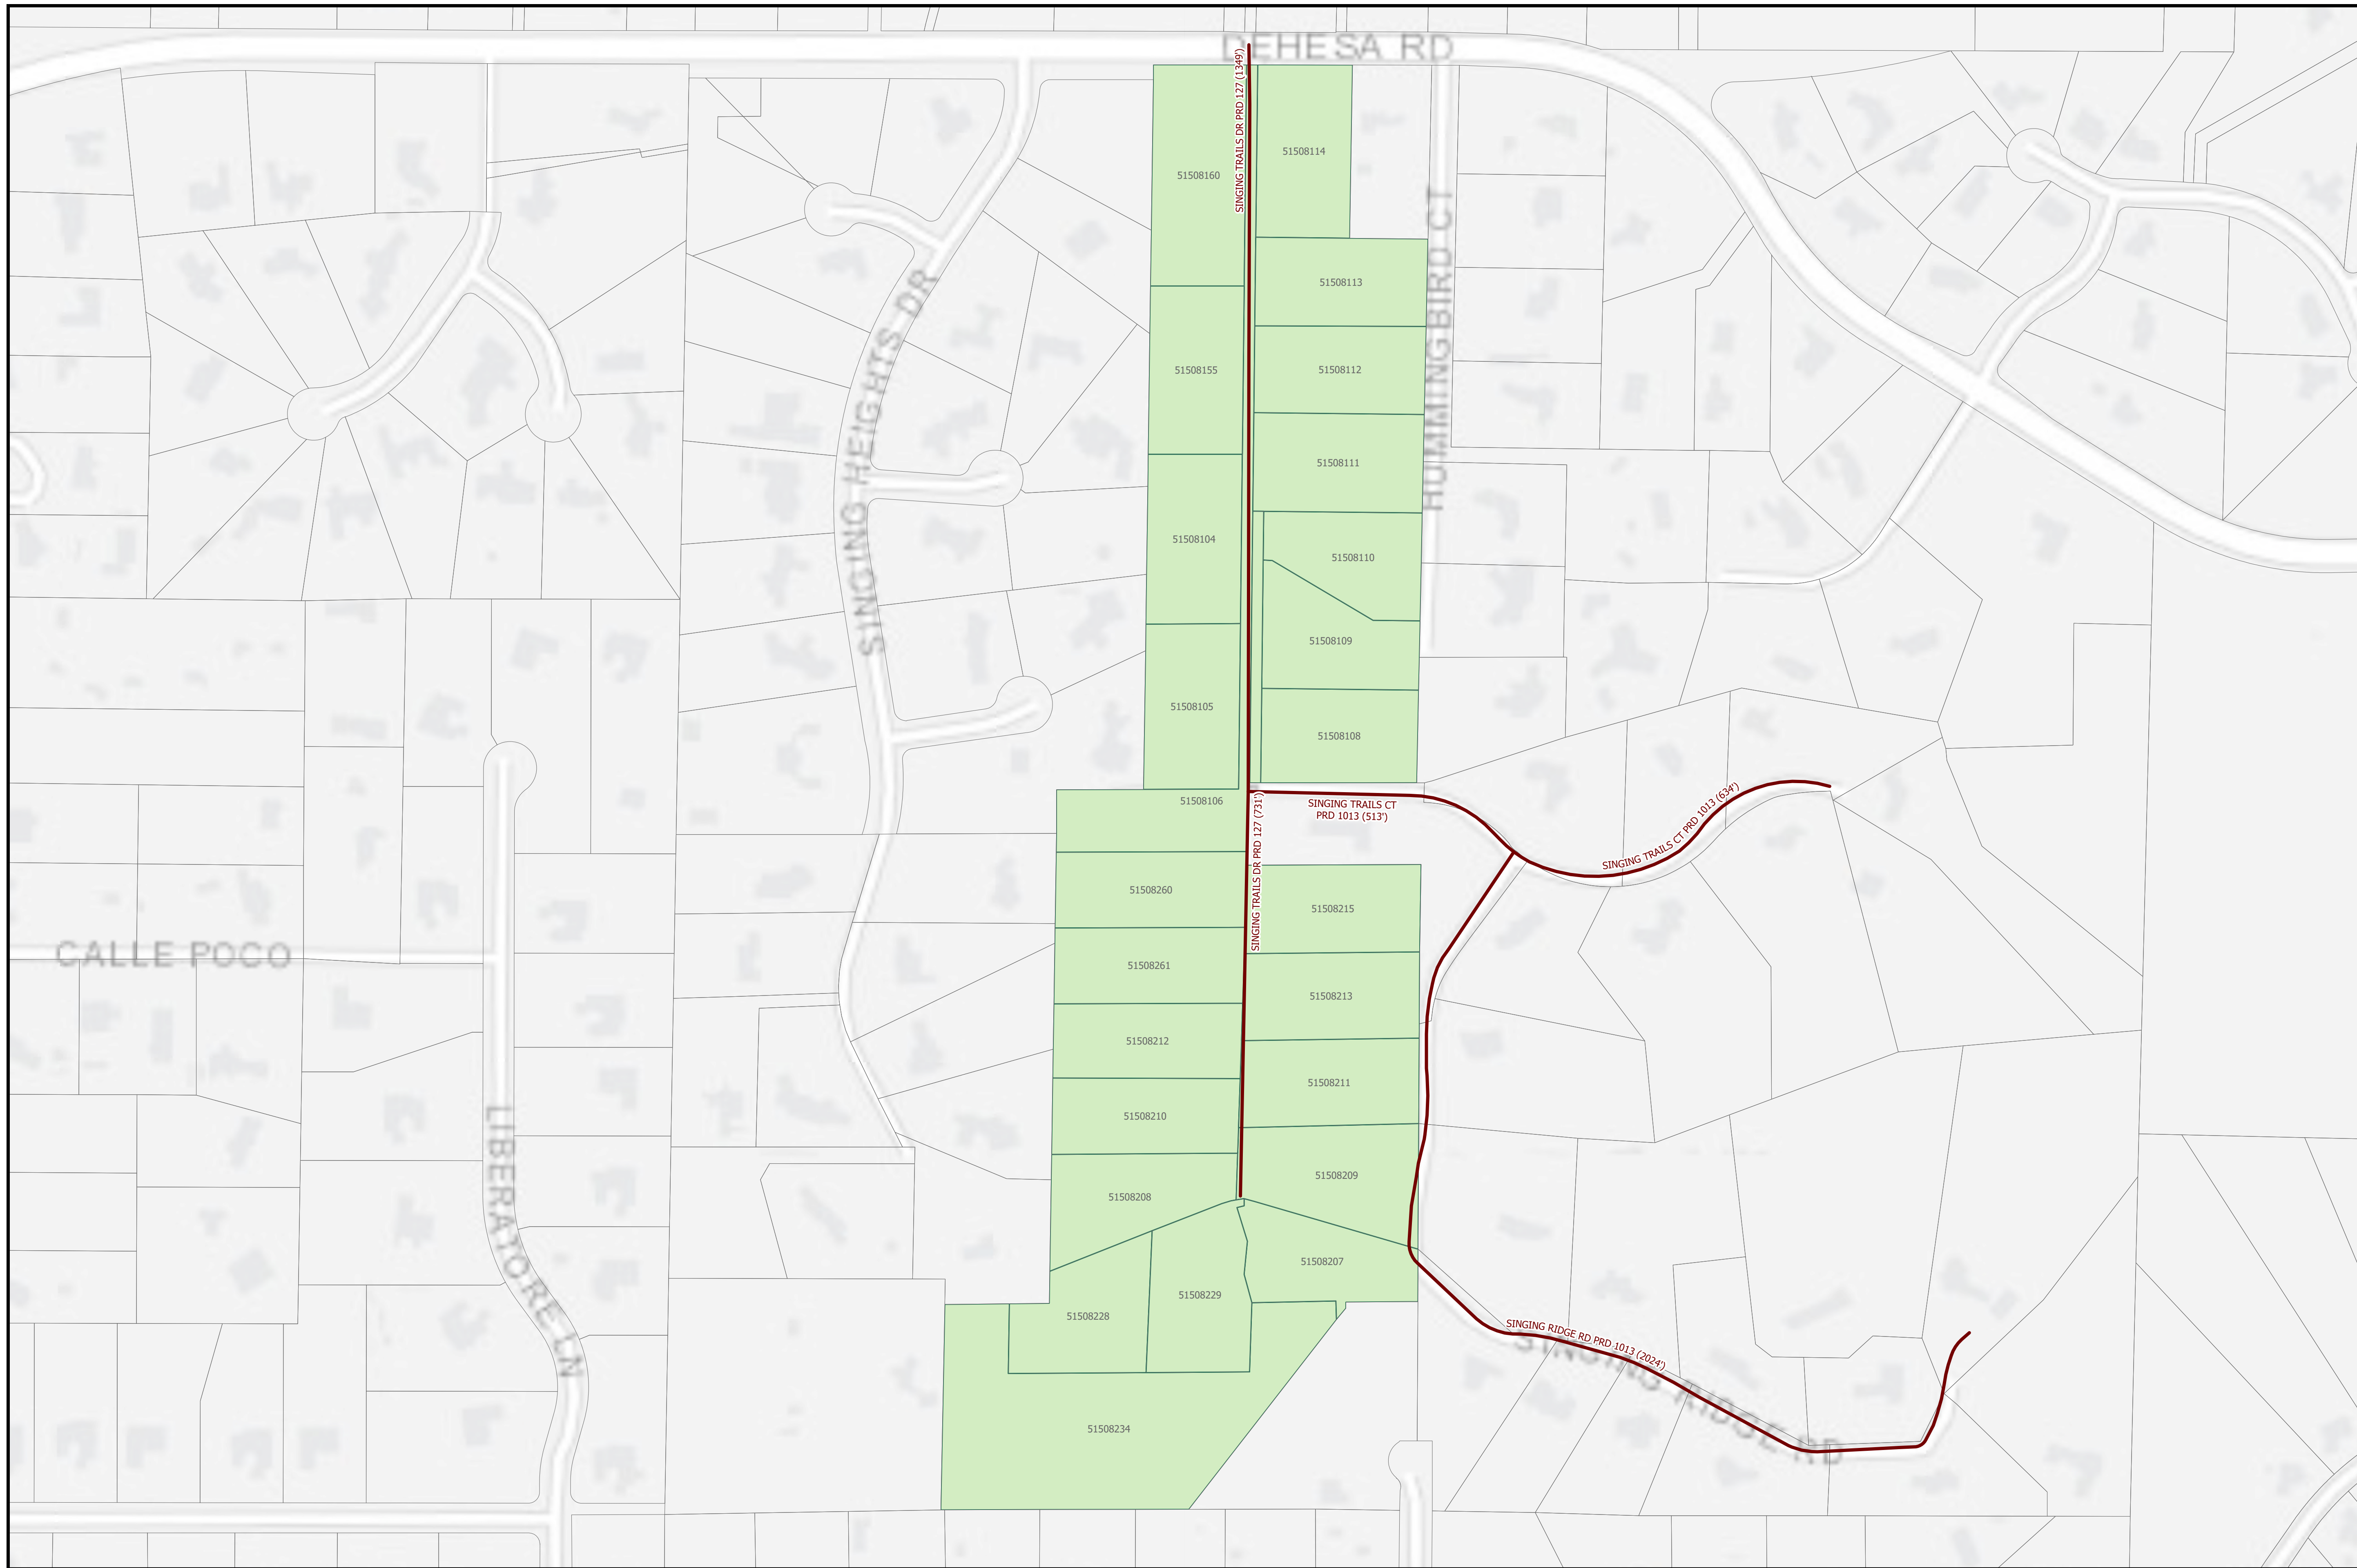 DEHESA RD
SINGING TRAILS DR PRD 127 (1349')
51508114
51508160
HUMMINGBIRD CT
51508113
SINGING HEIGHTS DR
51508155
51508112
51508111
51508104
51508110
51508109
51508105
51508108
51508106
SINGING TRAILS CT
PRD 1013 (513')
SINGING TRAILS CT PRD 1013 (634')
SINGING TRAILS DR PRD 127 (731')
51508260
51508215
CALLE POCO
51508261
51508213
51508212
51508211
51508210
51508209
51508208
LIBERATORE LN
51508207
51508229
51508228
SINGING RIDGE RD PRD 1013 (2024')
SINGING RIDGE RD
51508234